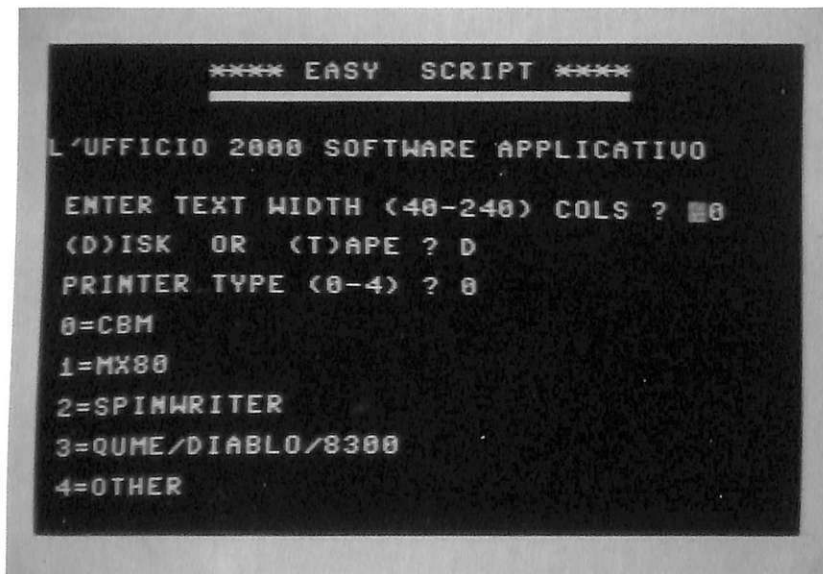 **** EASY  SCRIPT ****
L'UFFICIO 2000 SOFTWARE APPLICATIVO
ENTER TEXT WIDTH (40-240) COLS ? 40
(D)ISK  OR  (T)APE ? D
PRINTER TYPE (0-4) ? 0
0=CBM
1=MX80
2=SPINWRITER
3=QUME/DIABLO/8300
4=OTHER